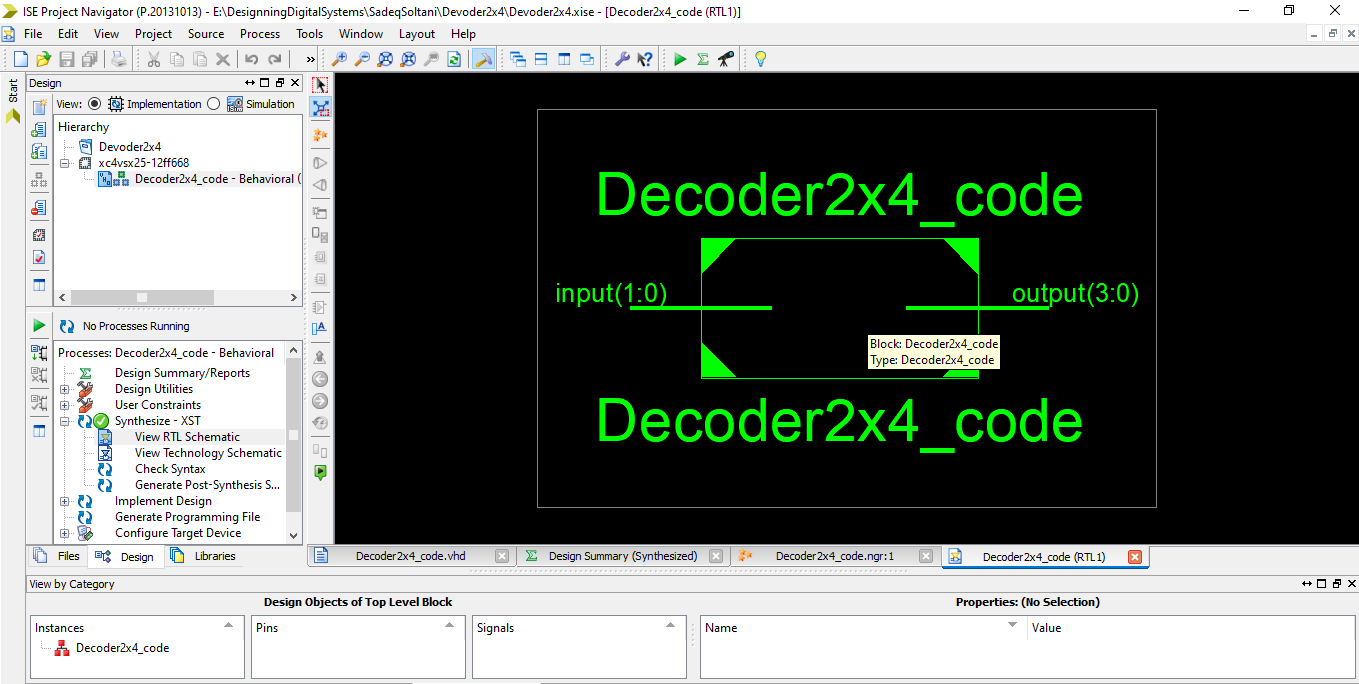 ISE Project Navigator (P.20131013) - E:\DesignningDigitalSystems\SadeqSoltani\Devoder2x4\Devoder2x4.xise - [Decoder2x4_code (RTL1)]
File Edit View Project Source Process Tools Window Layout Help
»
Start
Design
View: Implementation Simulation
Hierarchy
Devoder2x4
xc4vsx25-12ff668
Decoder2x4_code - Behavioral (
No Processes Running
Processes: Decoder2x4_code - Behavioral
Design Summary/Reports
Design Utilities
User Constraints
Synthesize - XST
View RTL Schematic
View Technology Schematic
Check Syntax
Generate Post-Synthesis S...
Implement Design
Generate Programming File
Configure Target Device
Files Design Libraries
Decoder2x4_code
input(1:0) output(3:0)
Block: Decoder2x4_code
Type: Decoder2x4_code
Decoder2x4_code
Decoder2x4_code.vhd Design Summary (Synthesized) Decoder2x4_code.ngr:1 Decoder2x4_code (RTL1)
View by Category
Design Objects of Top Level Block Properties: (No Selection)
Instances Pins Signals Name Value
Decoder2x4_code